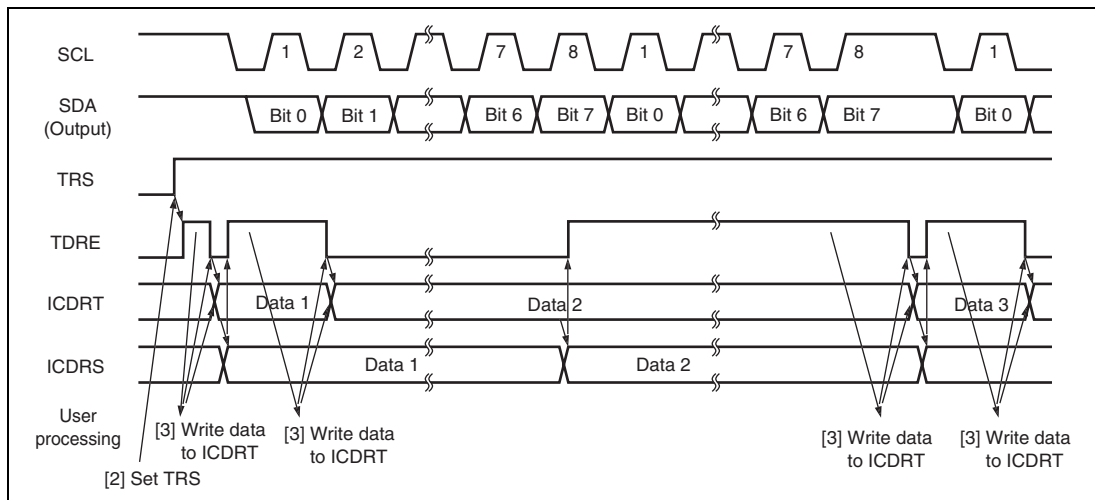 SCL 1 2 7 8 1 7 8 1
SDA
(Output) Bit 0 Bit 1 Bit 6 Bit 7 Bit 0 Bit 6 Bit 7 Bit 0
TRS
TDRE
ICDRT Data 1 Data 2 Data 3
ICDRS Data 1 Data 2
User
processing
[3] Write data
to ICDRT
[3] Write data
to ICDRT
[3] Write data
to ICDRT
[3] Write data
to ICDRT
[2] Set TRS